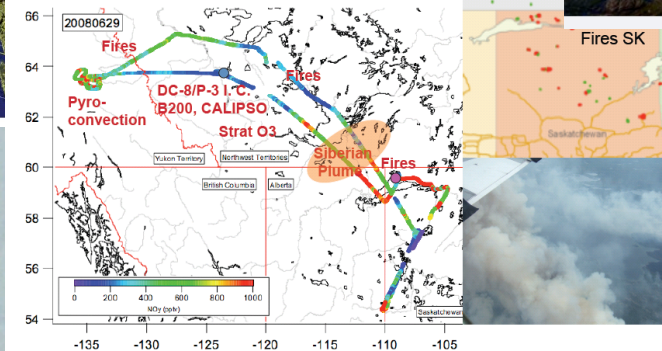 66
20080629
Fires
64
Fires
Pyro-
convection
DC-8/P-3 I. C.
(B200, CALIPSO)
62
Strat O3
Siberian
Plume
Fires
60
Yukon Territory
Northwest Territories
British Columbia
Alberta
58
56
0 200 400 600 800 1000
NOy (pptv)
54
Saskatchewan
-135 -130 -125 -120 -115 -110 -105
Fires SK
Saskatchewan